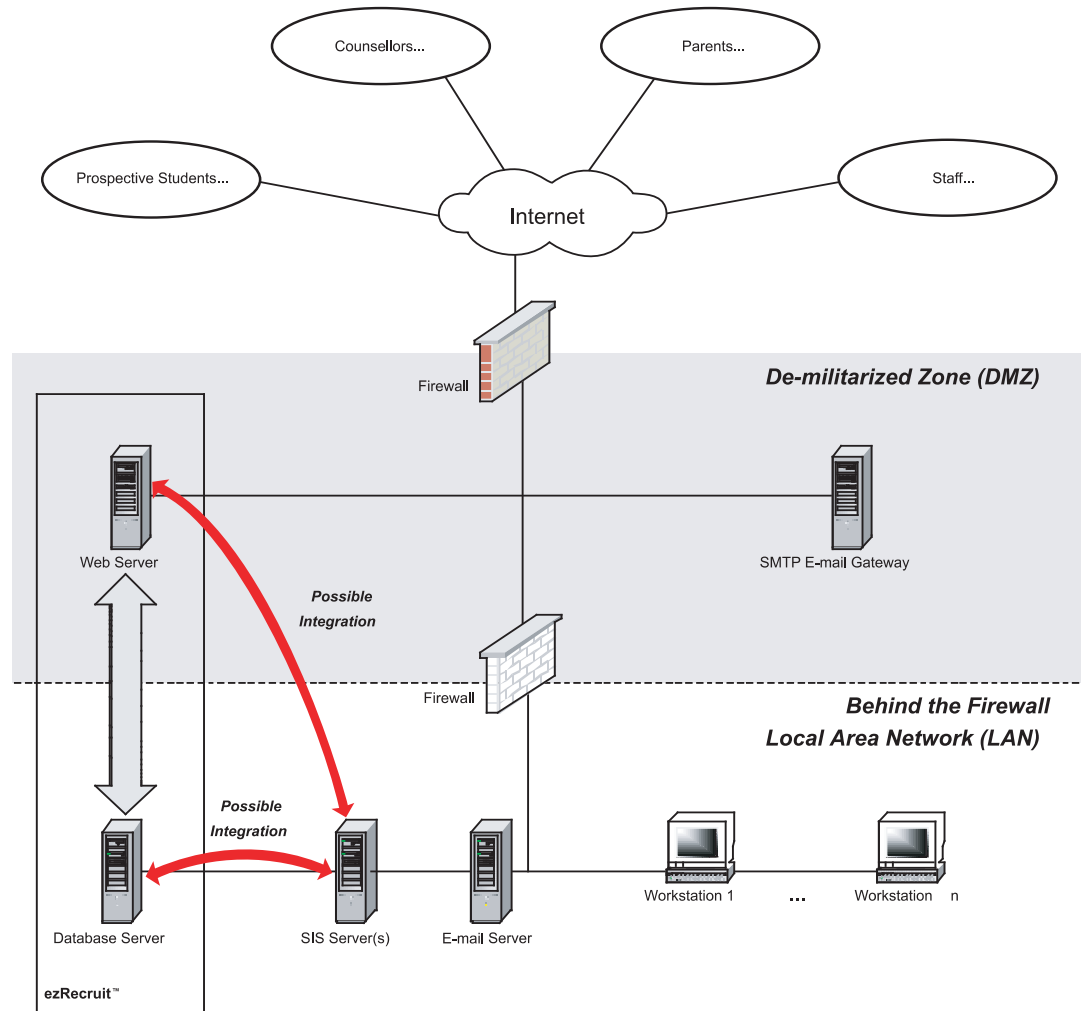 Counsellors...
Parents...
Prospective Students...
Staff...
Internet
Firewall
De-militarized Zone (DMZ)
Web Server
SMTP E-mail Gateway
Possible
Integration
Firewall
Behind the Firewall
Local Area Network (LAN)
Possible
Integration
Database Server
SIS Server(s)
E-mail Server
Workstation 1
...
Workstation n
ezRecruit™